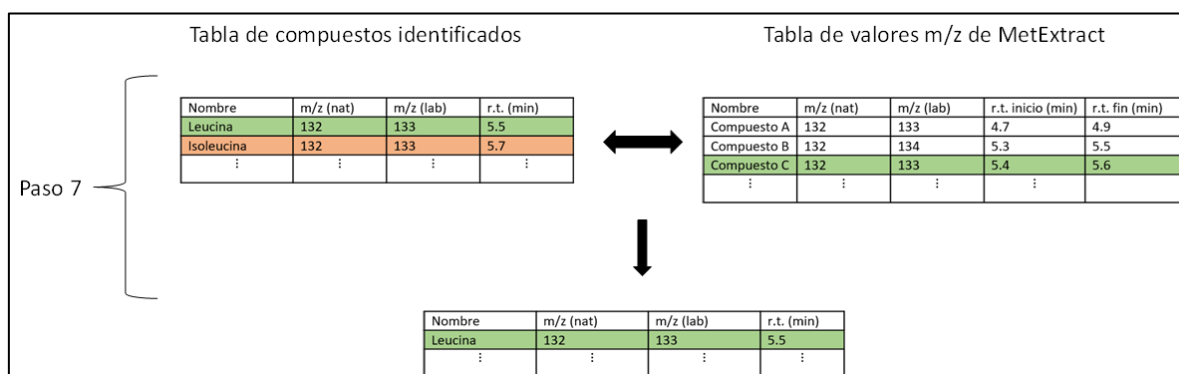 Tabla de compuestos identificados
Tabla de valores m/z de MetExtract
Paso 7
Nombre m/z (nat) m/z (lab) r.t. (min)
Leucina 132 133 5.5
Isoleucina 132 133 5.7
⋮ ⋮ ⋮ ⋮
Nombre m/z (nat) m/z (lab) r.t. inicio (min) r.t. fin (min)
Compuesto A 132 133 4.7 4.9
Compuesto B 132 134 5.3 5.5
Compuesto C 132 133 5.4 5.6
⋮ ⋮ ⋮ ⋮
Nombre m/z (nat) m/z (lab) r.t. (min)
Leucina 132 133 5.5
⋮ ⋮ ⋮ ⋮